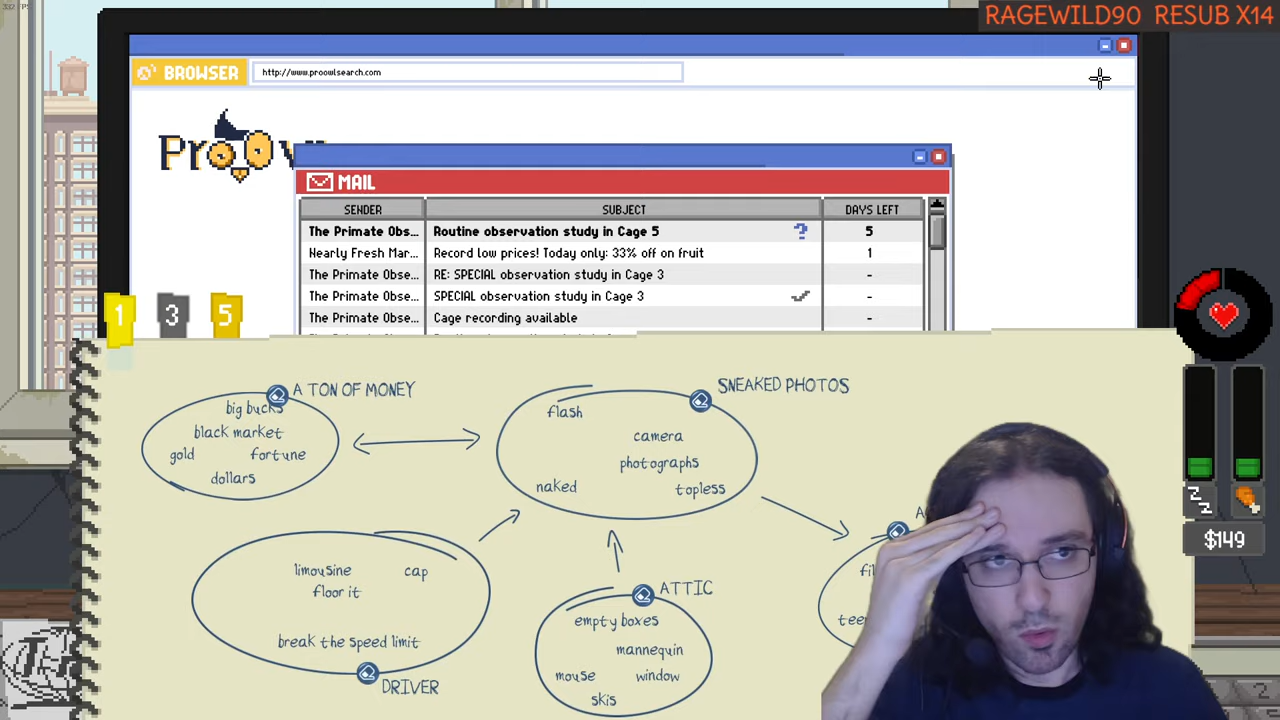 RAGEWILD90 RESUB X14
BROWSER
http://www.proowlsearch.com
MAIL
SENDER SUBJECT DAYS LEFT
The Primate Obse... Routine observation study in Cage 5 ? 5
Nearly Fresh Mar... Record low prices! Today only: 33% off on fruit 1
The Primate Obse... RE: SPECIAL observation study in Cage 3 -
The Primate Obse... SPECIAL observation study in Cage 3 -
The Primate Obse... Cage recording available -
1 3 5
A TON OF MONEY
big bucks
black market
gold
fortune
dollars
SNEAKED PHOTOS
flash
camera
photographs
naked
topless
limousine
cap
floor it
break the speed limit
DRIVER
ATTIC
empty boxes
mannequin
mouse
window
skis
$149